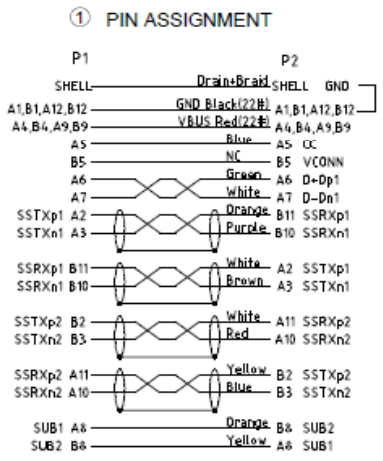 ① PIN ASSIGNMENT
P1 P2
SHELL Drain+Braid SHELL GND
A1,B1,A12,B12 GND Black(22#) A1,B1,A12,B12
A4,B4,A9,B9 VBUS Red(22#) A4,B4,A9,B9
A5 Blue A5 CC
B5 NC B5 VCONN
A6 Green A6 D+Dp1
A7 White A7 D-Dn1
SSTXp1 A2 Orange B11 SSRXp1
SSTXn1 A3 Purple B10 SSRXn1
SSRXp1 B11 White A2 SSTXp1
SSRXn1 B10 Brown A3 SSTXn1
SSTXp2 B2 White A11 SSRXp2
SSTXn2 B3 Red A10 SSRXn2
SSRXp2 A11 Yellow B2 SSTXp2
SSRXn2 A10 Blue B3 SSTXn2
SUB1 A8 Orange B8 SUB2
SUB2 B8 Yellow A8 SUB1